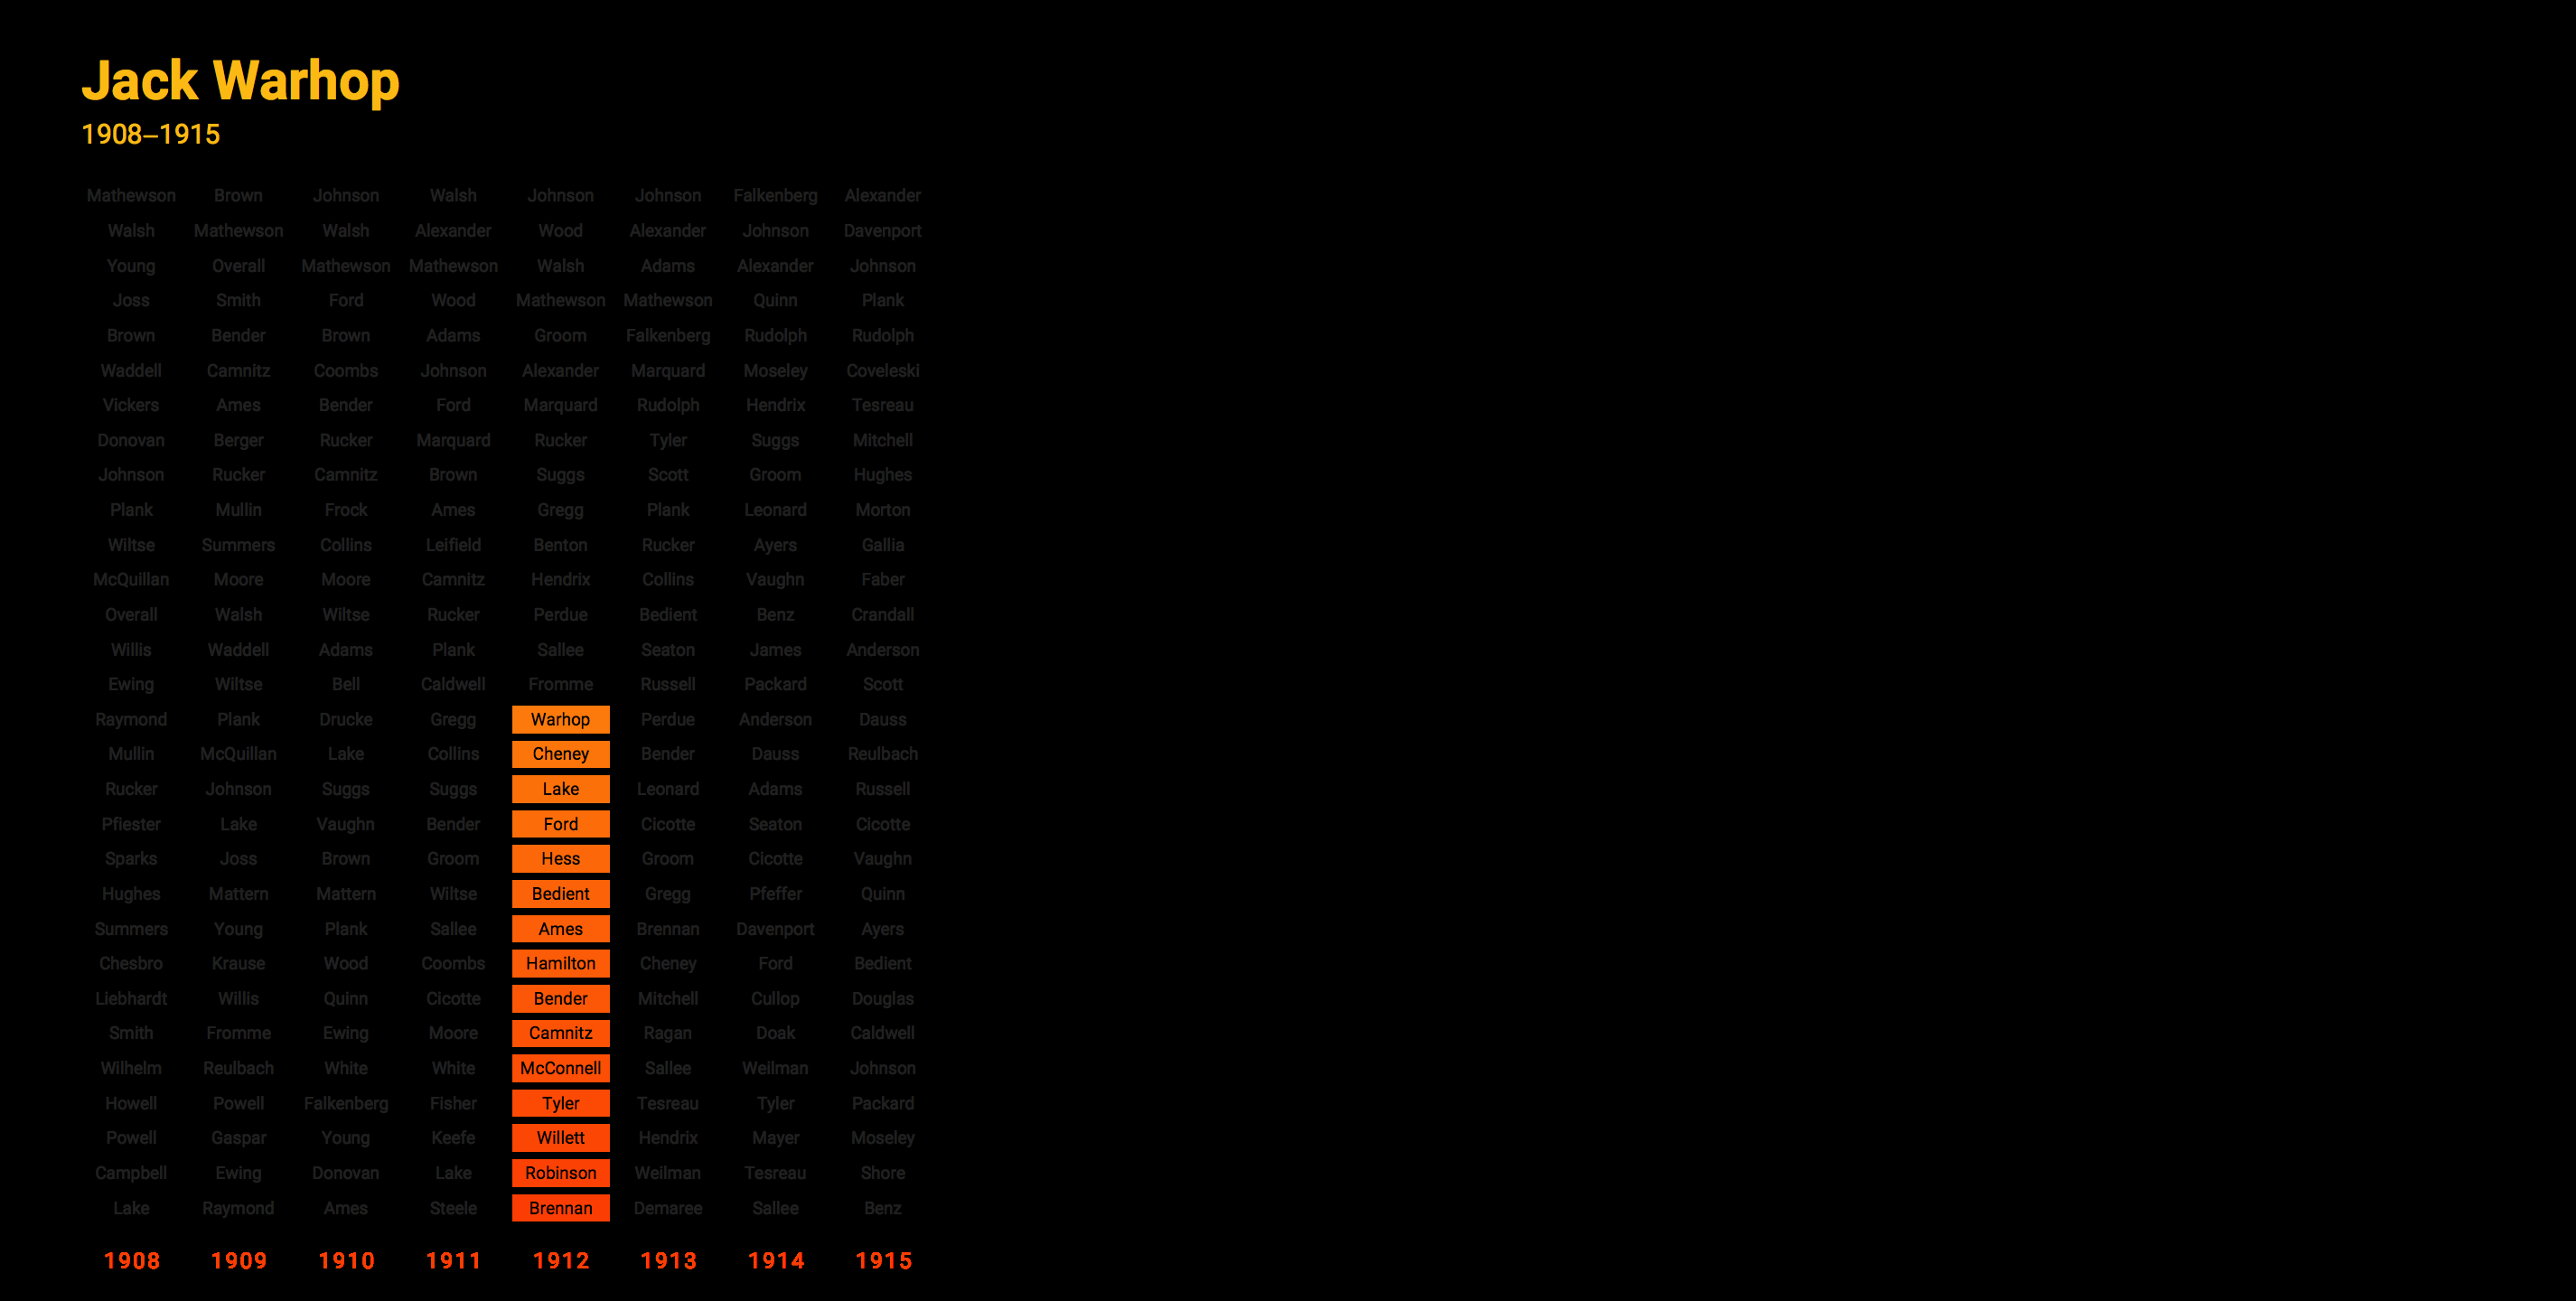 Jack Warhop
1908–1915
Mathewson Brown Johnson Walsh Johnson Johnson Falkenberg Alexander
Walsh Mathewson Walsh Alexander Wood Alexander Johnson Davenport
Young Overall Mathewson Mathewson Walsh Adams Alexander Johnson
Joss Smith Ford Wood Mathewson Mathewson Quinn Plank
Brown Bender Brown Adams Groom Falkenberg Rudolph Rudolph
Waddell Camnitz Coombs Johnson Alexander Marquard Moseley Coveleski
Vickers Ames Bender Ford Marquard Rudolph Hendrix Tesreau
Donovan Berger Rucker Marquard Rucker Tyler Suggs Mitchell
Johnson Rucker Camnitz Brown Suggs Scott Groom Hughes
Plank Mullin Frock Ames Gregg Plank Leonard Morton
Wiltse Summers Collins Leifield Benton Rucker Ayers Gallia
McQuillan Moore Moore Camnitz Hendrix Collins Vaughn Faber
Overall Walsh Wiltse Rucker Perdue Bedient Benz Crandall
Willis Waddell Adams Plank Sallee Seaton James Anderson
Ewing Wiltse Bell Caldwell Fromme Russell Packard Scott
Raymond Plank Drucke Gregg Warhop Perdue Anderson Dauss
Mullin McQuillan Lake Collins Cheney Bender Dauss Reulbach
Rucker Johnson Suggs Suggs Lake Leonard Adams Russell
Pfiester Lake Vaughn Bender Ford Cicotte Seaton Cicotte
Sparks Joss Brown Groom Hess Groom Cicotte Vaughn
Hughes Mattern Mattern Wiltse Bedient Gregg Pfeffer Quinn
Summers Young Plank Sallee Ames Brennan Davenport Ayers
Chesbro Krause Wood Coombs Hamilton Cheney Ford Bedient
Liebhardt Willis Quinn Cicotte Bender Mitchell Cullop Douglas
Smith Fromme Ewing Moore Camnitz Ragan Doak Caldwell
Wilhelm Reulbach White White McConnell Sallee Weilman Johnson
Howell Powell Falkenberg Fisher Tyler Tesreau Tyler Packard
Powell Gaspar Young Keefe Willett Hendrix Mayer Moseley
Campbell Ewing Donovan Lake Robinson Weilman Tesreau Shore
Lake Raymond Ames Steele Brennan Demaree Sallee Benz
1908 1909 1910 1911 1912 1913 1914 1915